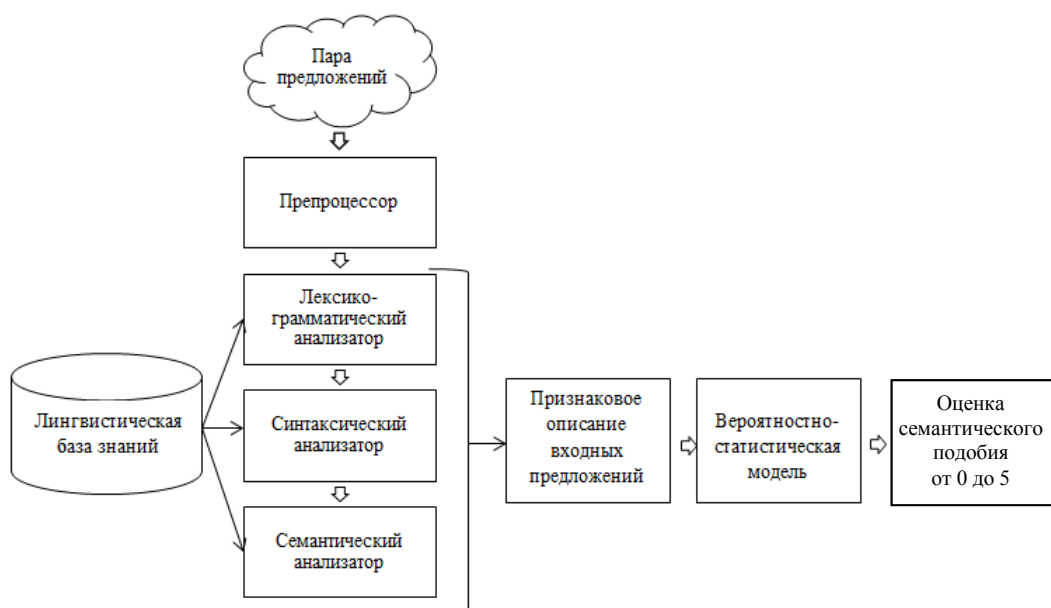 Пара
предложений
Препроцессор
Лексико-
грамматический
анализатор
Лингвистическая
база знаний
Синтаксический
анализатор
Семантический
анализатор
Признаковое
описание
входных
предложений
Вероятностно-
статистическая
модель
Оценка
семантического
подобия
от 0 до 5